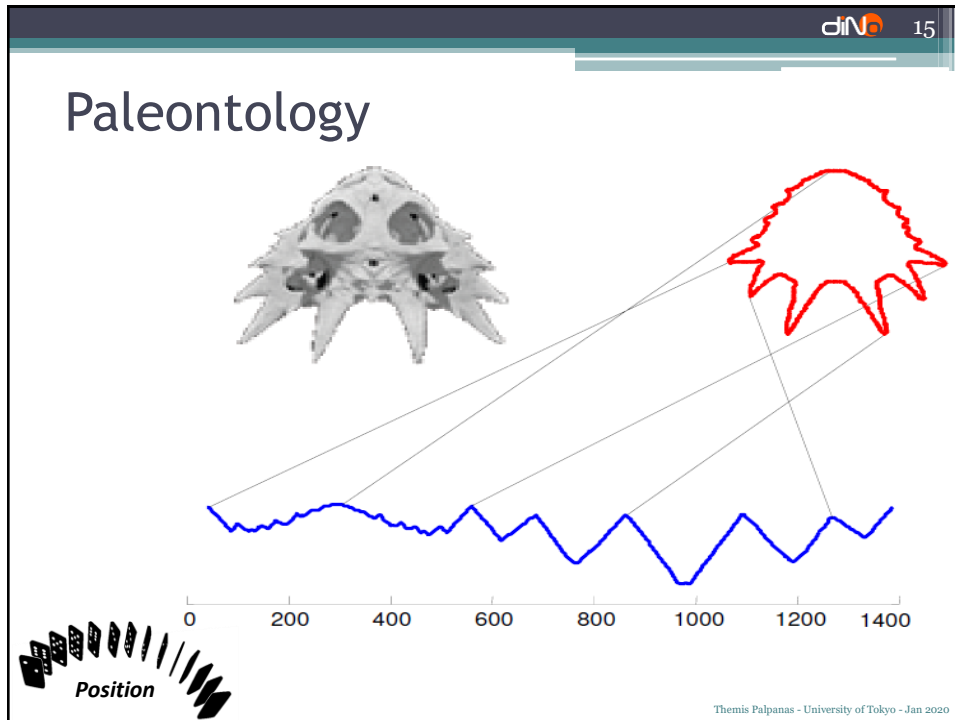 diNo 15
Paleontology
0 200 400 600 800 1000 1200 1400
Position
Themis Palpanas - University of Tokyo - Jan 2020